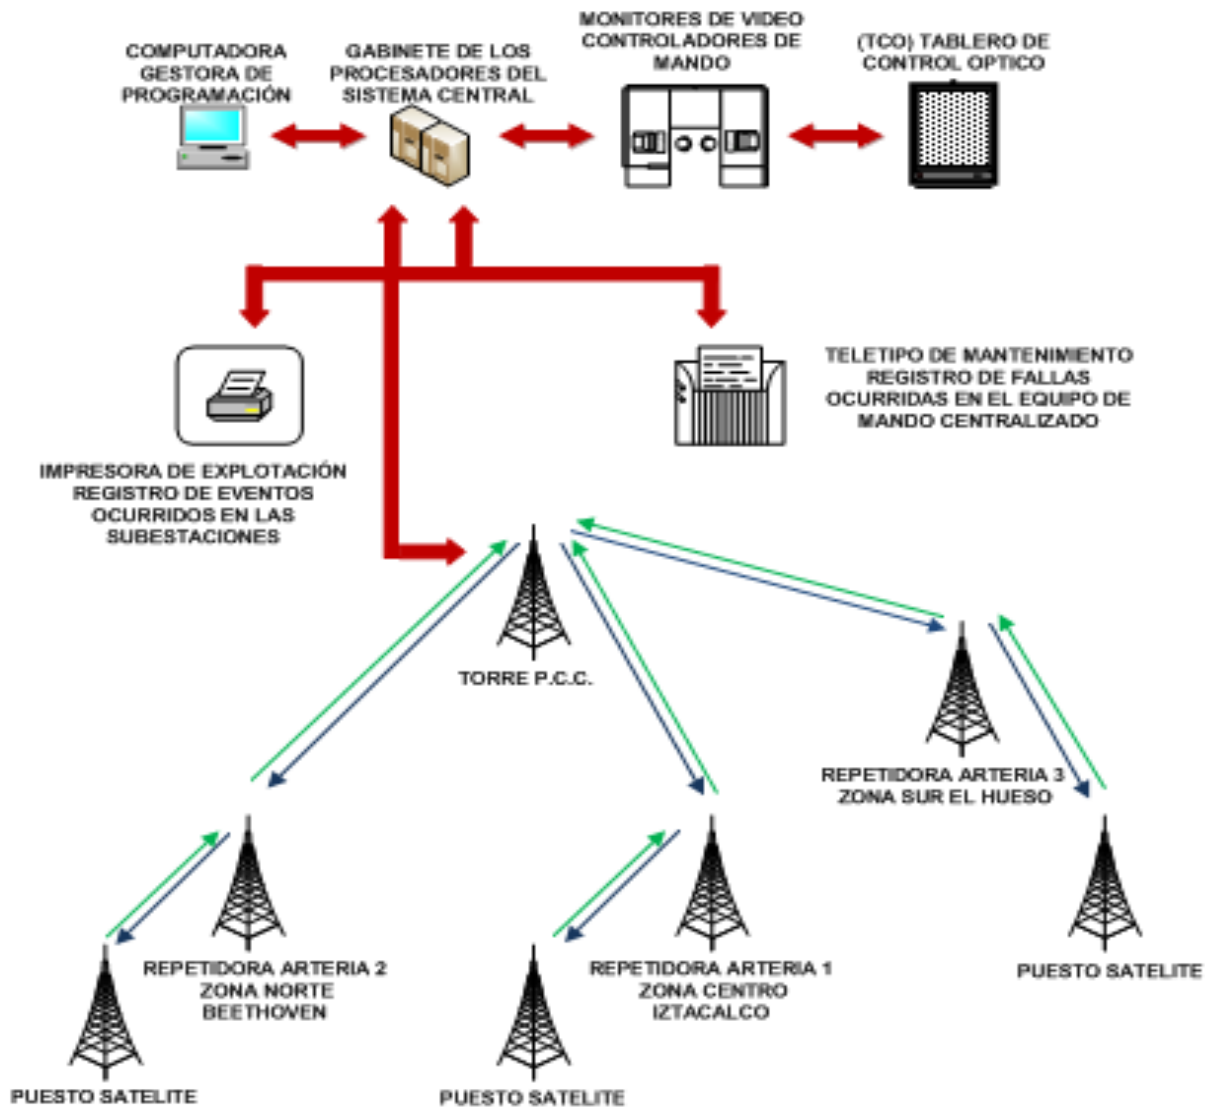 COMPUTADORA
GESTORA DE
PROGRAMACIÓN
GABINETE DE LOS
PROCESADORES DEL
SISTEMA CENTRAL
MONITORES DE VIDEO
CONTROLADORES DE
MANDO
(TCO) TABLERO DE
CONTROL OPTICO
IMPRESORA DE EXPLOTACIÓN
REGISTRO DE EVENTOS
OCURRIDOS EN LAS
SUBESTACIONES
TELETIPO DE MANTENIMIENTO
REGISTRO DE FALLAS
OCURRIDAS EN EL EQUIPO DE
MANDO CENTRALIZADO
TORRE P.C.C.
REPETIDORA ARTERIA 3
ZONA SUR EL HUESO
REPETIDORA ARTERIA 2
ZONA NORTE
BEETHOVEN
REPETIDORA ARTERIA 1
ZONA CENTRO
IZTACALCO
PUESTO SATELITE
PUESTO SATELITE
PUESTO SATELITE